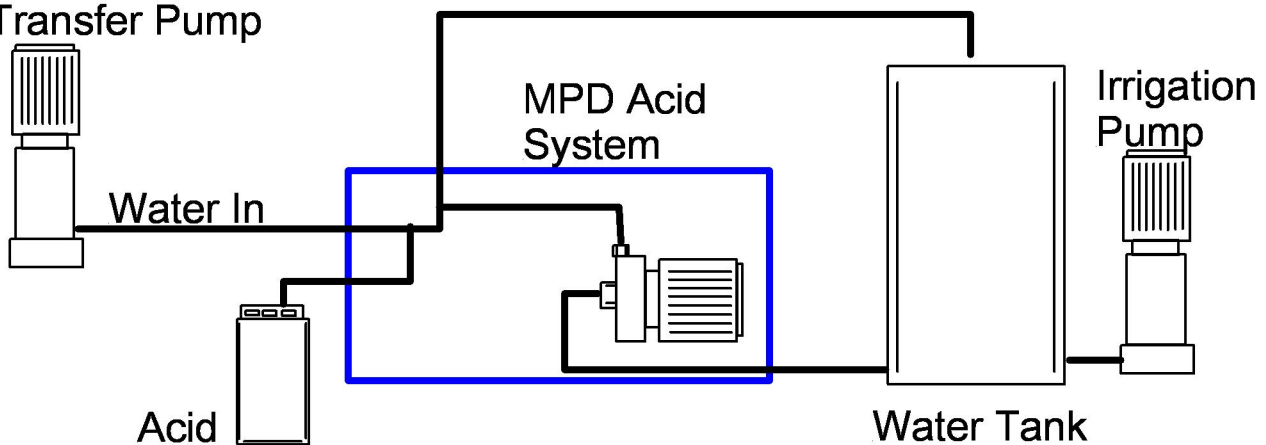 Transfer Pump
MPD Acid
System
Irrigation
Pump
Water In
Acid
Water Tank